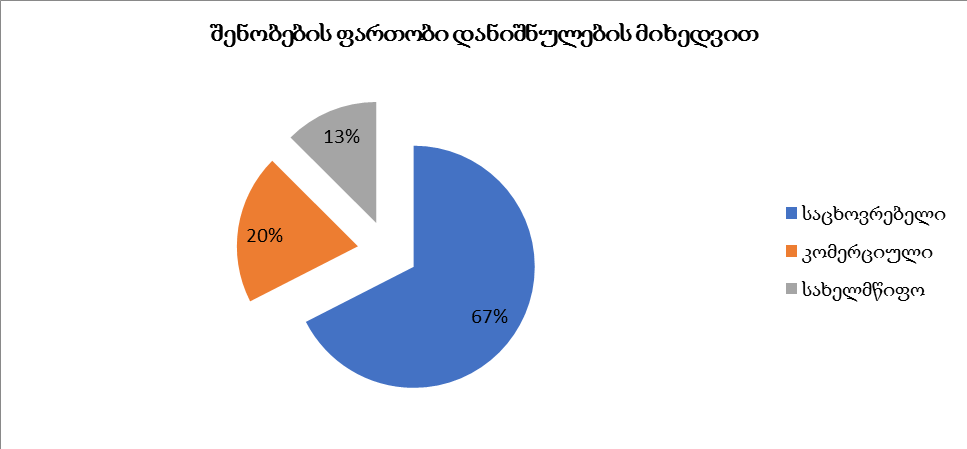 შენობების ფართობი დანიშნულების მიხედვით
13%
20%
67%
საცხოვრებელი
კომერციული
სახელმწიფო